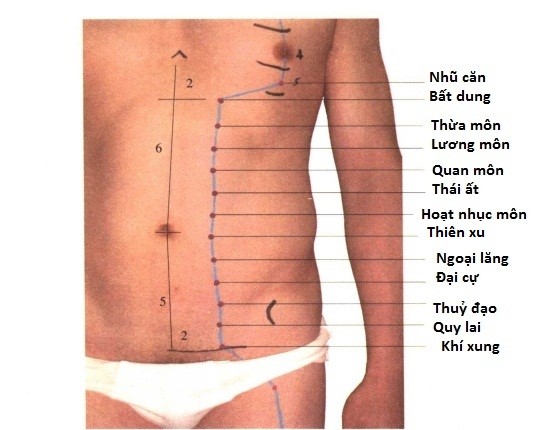 4
5
2
6
5
2
Nhũ căn
Bất dung
Thừa môn
Lương môn
Quan môn
Thái ất
Hoạt nhục môn
Thiên xu
Ngoại lăng
Đại cự
Thuỷ đạo
Quy lai
Khí xung